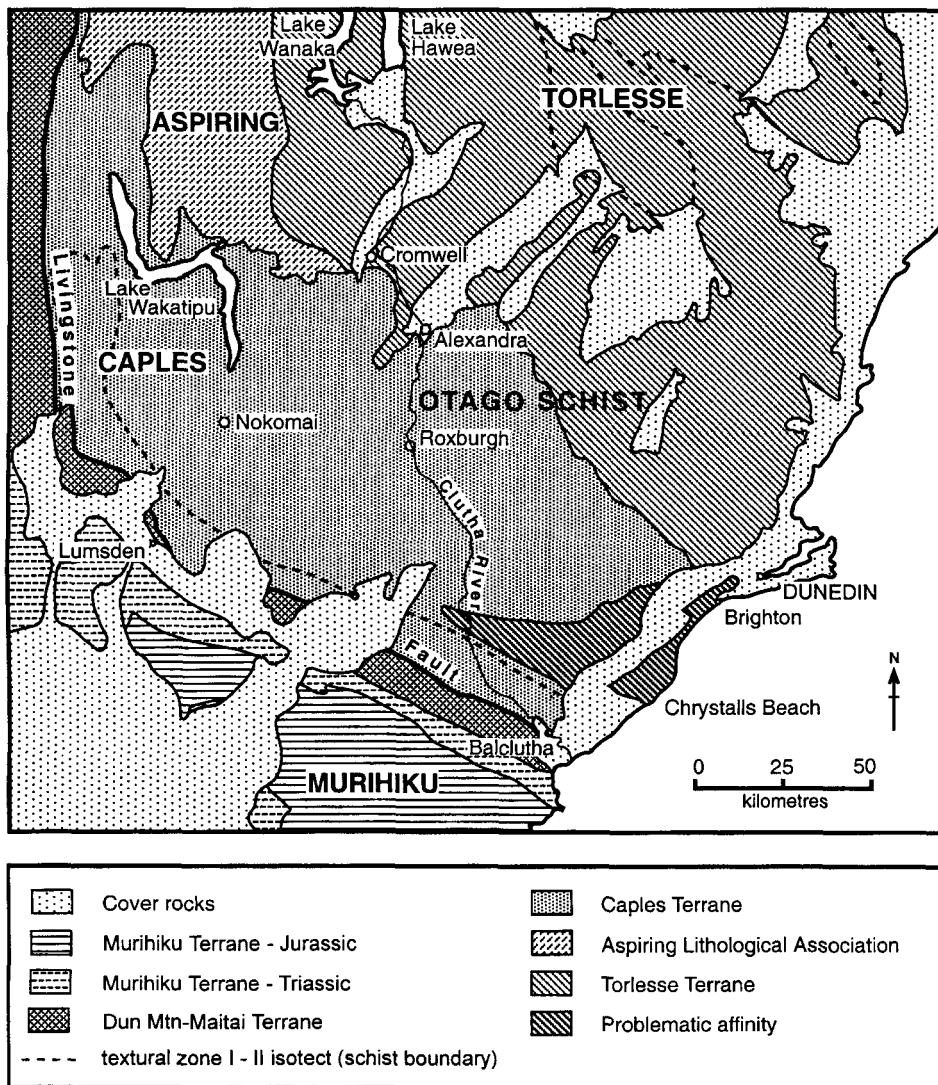 Lake
Wanaka
Lake
Hawea
TORLESSE
ASPIRING
Cromwell
Livingstone
Lake
Wakatipu
Alexandra
CAPLES
OTAGO SCHIST
Nokomai
Roxburgh
Clutha River
Lumsden
DUNEDIN
Brighton
Fault
N
Chrystalls Beach
Balclutha
MURIHIKU
0 25 50
kilometres
Cover rocks
Murihiku Terrane - Jurassic
Murihiku Terrane - Triassic
Dun Mtn-Maitai Terrane
textural zone I - II isotect (schist boundary)
Caples Terrane
Aspiring Lithological Association
Torlesse Terrane
Problematic affinity